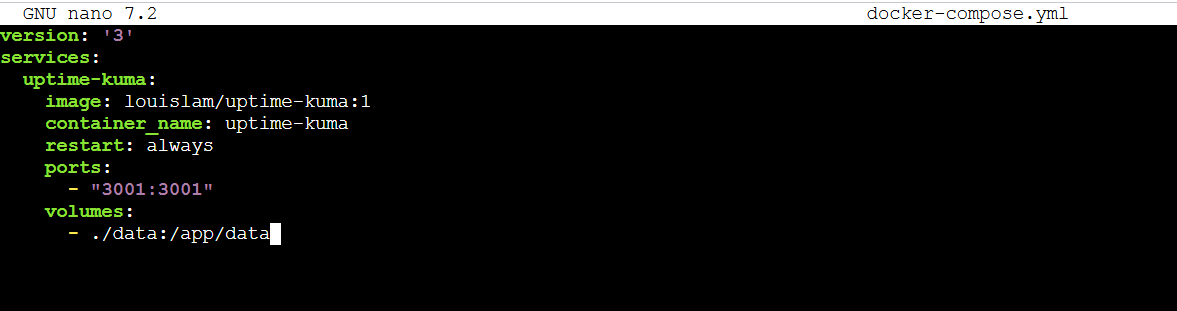 GNU nano 7.2 docker-compose.yml
version: '3'
services:
  uptime-kuma:
    image: louislam/uptime-kuma:1
    container_name: uptime-kuma
    restart: always
    ports:
      - "3001:3001"
    volumes:
      - ./data:/app/data